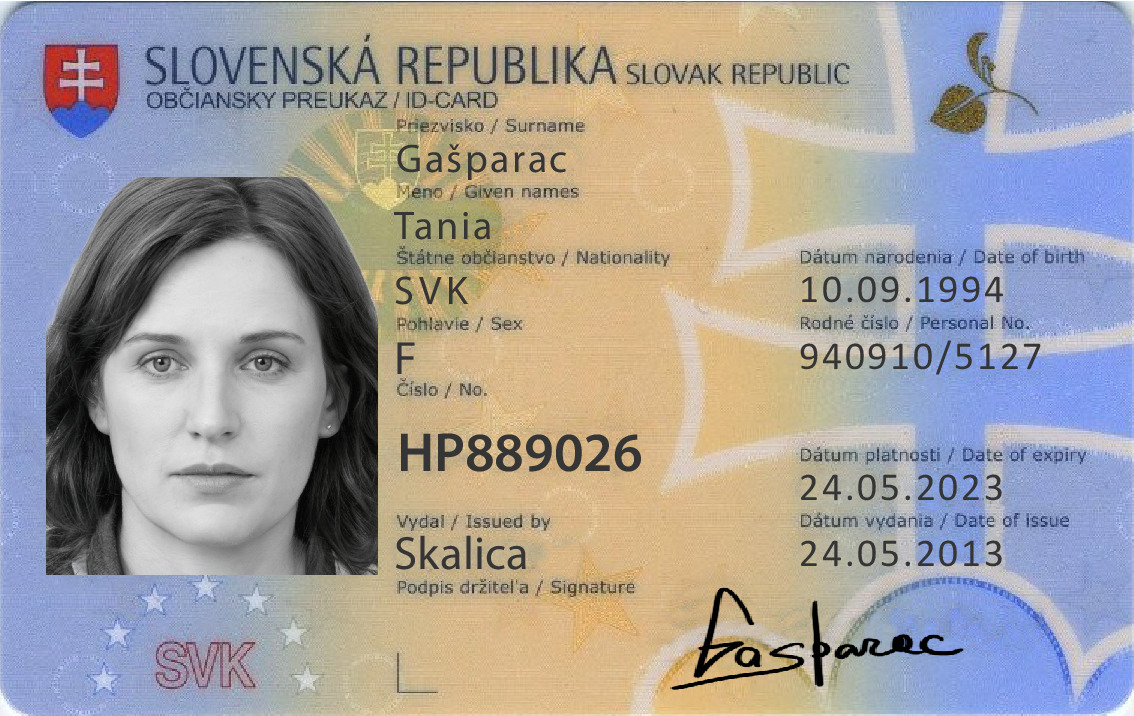 SLOVENSKÁ REPUBLIKA SLOVAK REPUBLIC
OBČIANSKY PREUKAZ / ID-CARD
Priezvisko / Surname
Gašparac
Meno / Given names
Tania
Štátne občianstvo / Nationality
SVK
Dátum narodenia / Date of birth
10.09.1994
Pohlavie / Sex
F
Rodné číslo / Personal No.
940910/5127
Číslo / No.
HP889026
Dátum platnosti / Date of expiry
24.05.2023
Vydal / Issued by
Skalica
Dátum vydania / Date of issue
24.05.2013
Podpis držiteľa / Signature
Gasparec
SVK